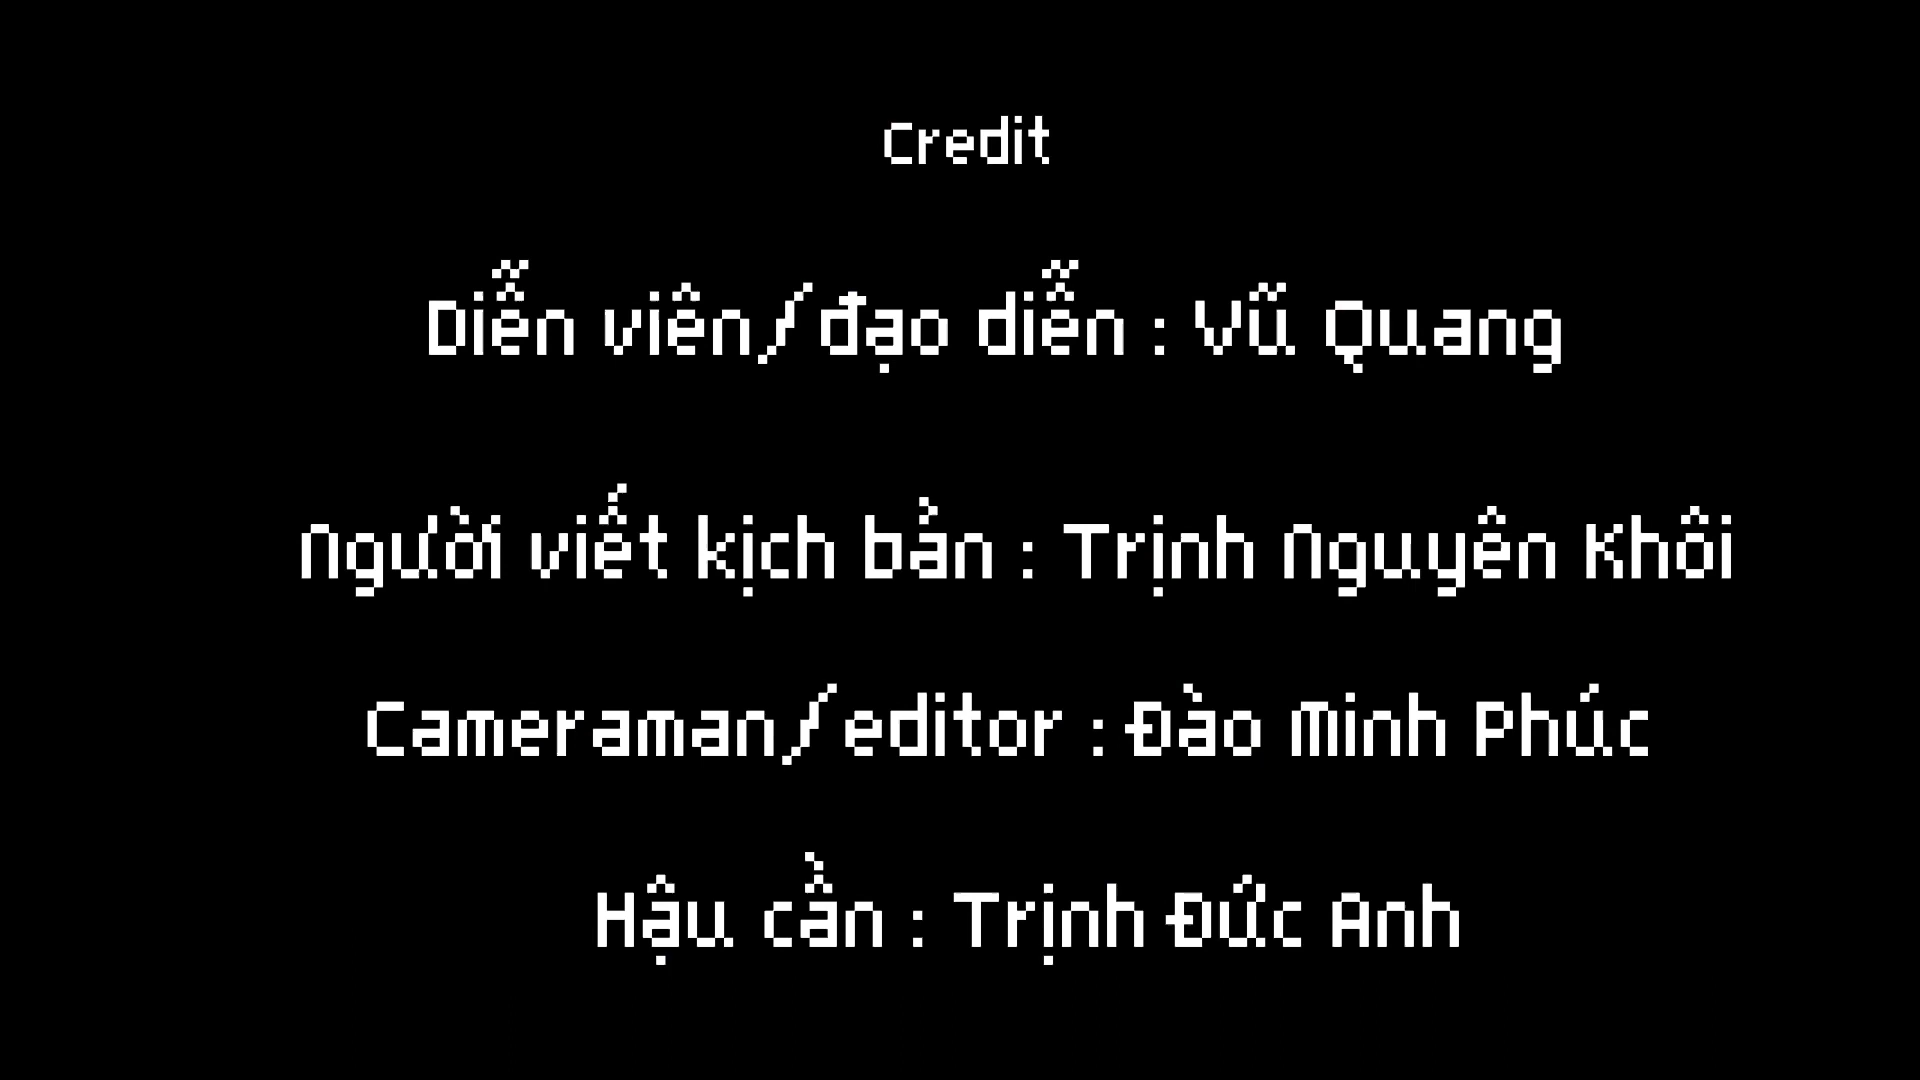 Credit
Diễn viên/đạo diễn : Vũ Quang
Người viết kịch bản : Trịnh Nguyên Khôi
Cameraman/editor : Đào Minh Phúc
Hậu cần : Trịnh Đức Anh